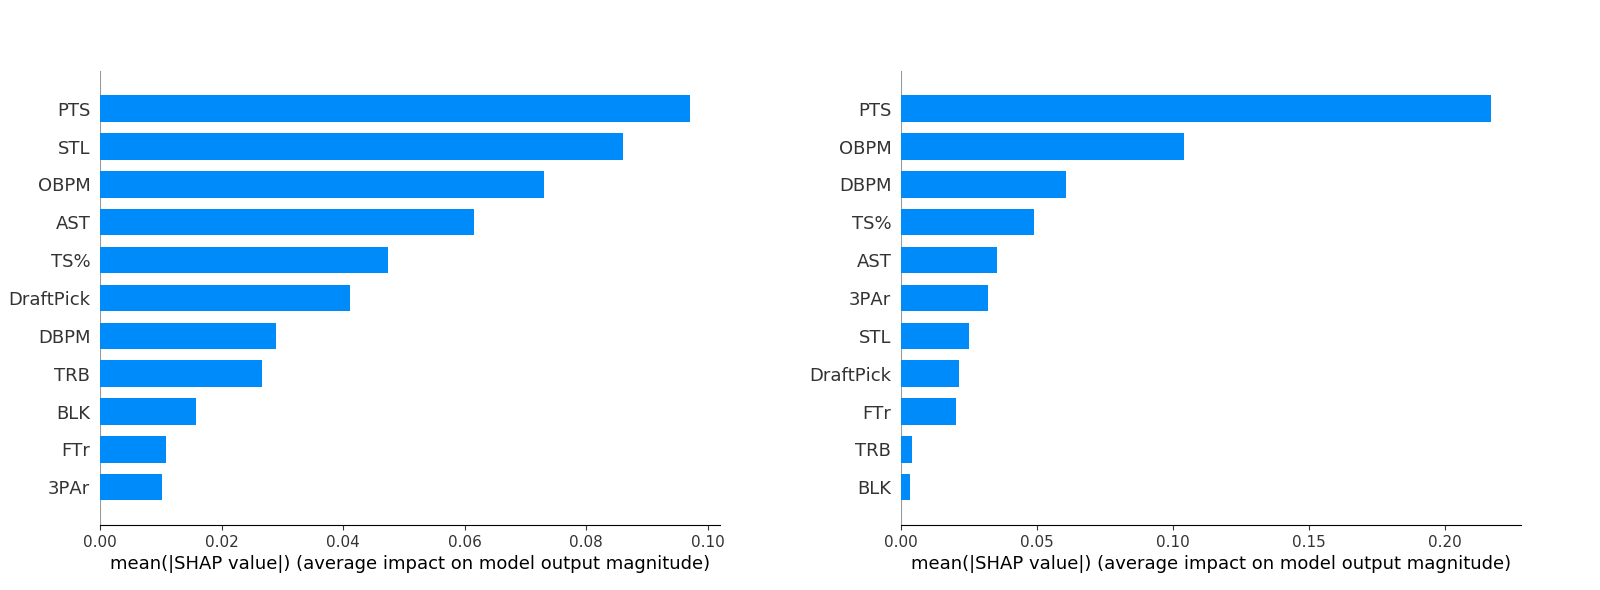 PTS
STL
OBPM
AST
TS%
DraftPick
DBPM
TRB
BLK
FTr
3PAr
0.00 0.02 0.04 0.06 0.08 0.10
mean(|SHAP value|) (average impact on model output magnitude)
PTS
OBPM
DBPM
TS%
AST
3PAr
STL
DraftPick
FTr
TRB
BLK
0.00 0.05 0.10 0.15 0.20
mean(|SHAP value|) (average impact on model output magnitude)